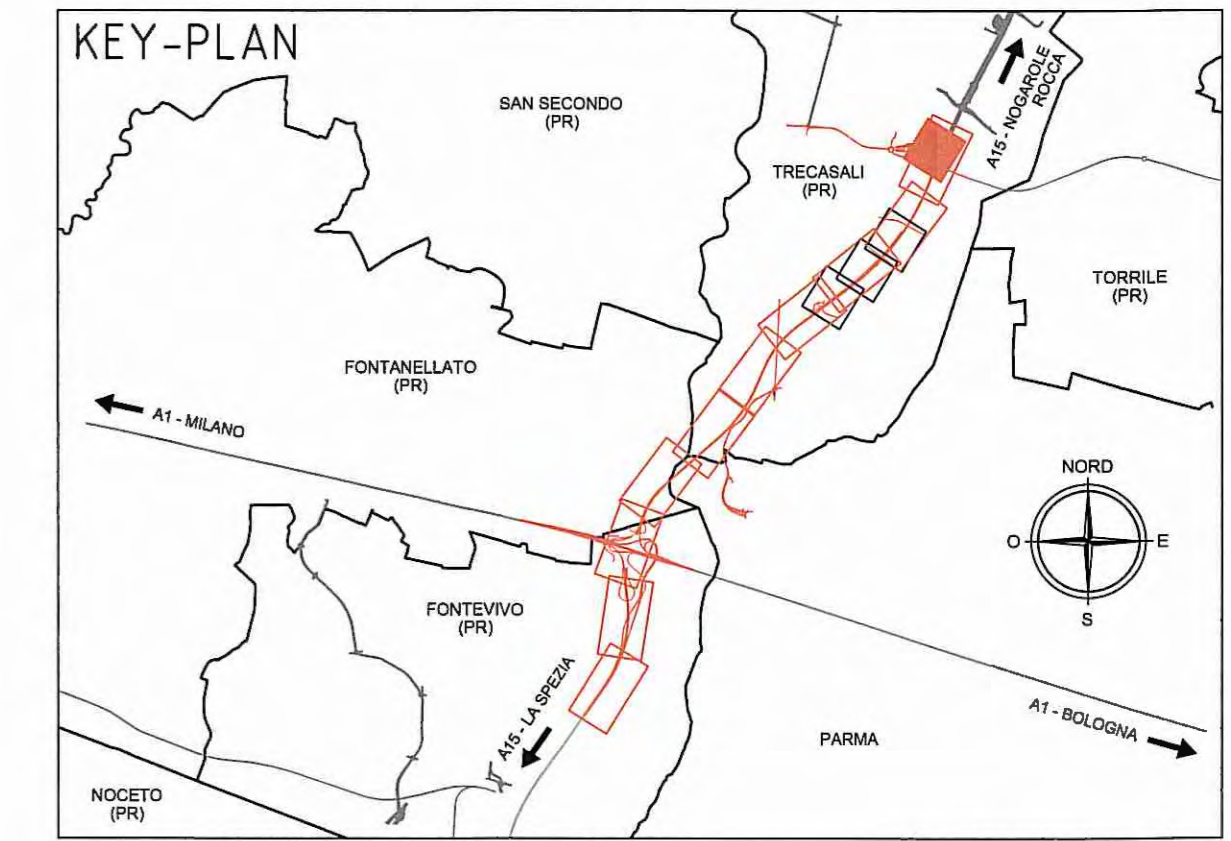 KEY-PLAN
SAN SECONDO
(PR)
A15 - NOGAROLE
ROCCA
TRECASALI
(PR)
TORRILE
(PR)
FONTANELLATO
(PR)
A1 - MILANO
NORD
O
E
S
FONTEVIVO
(PR)
A15 - LA SPEZIA
A1 - BOLOGNA
PARMA
NOCETO
(PR)